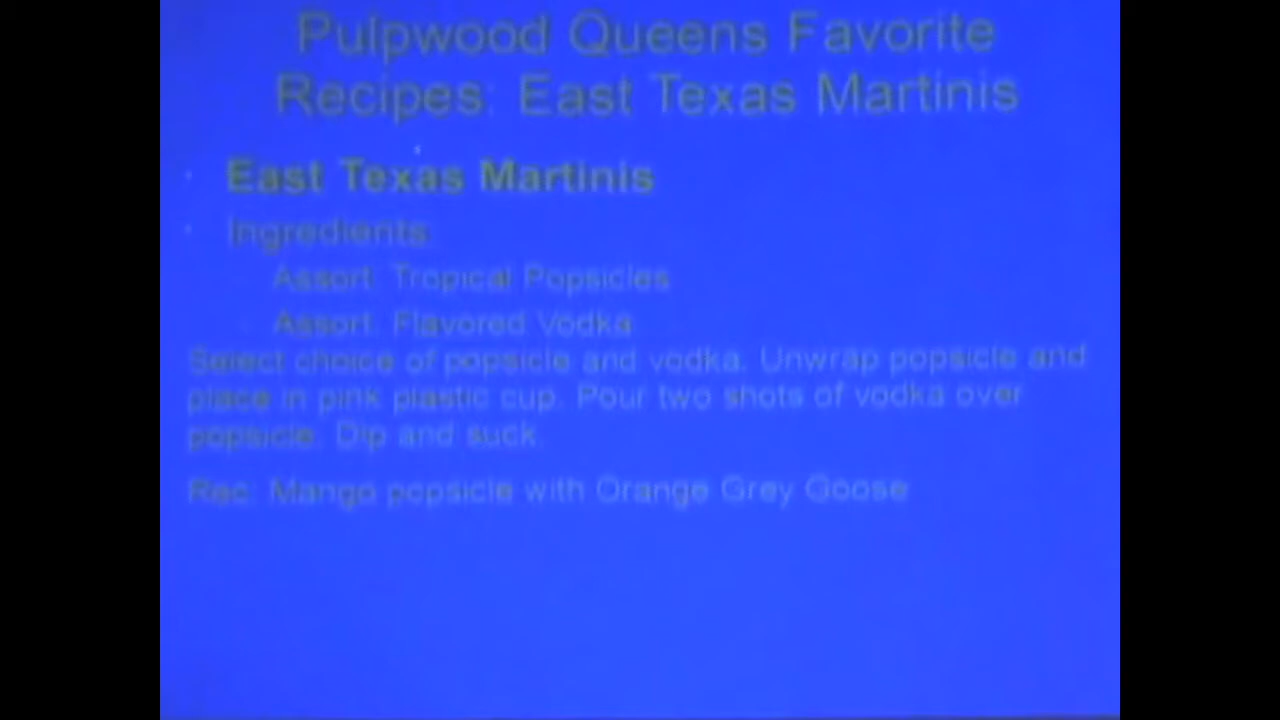 Pulpwood Queens Favorite
Recipes: East Texas Martinis
East Texas Martinis
Ingredients
Assort. Tropical Popsicles
Assort. Flavored Vodka
Select choice of popsicle and vodka. Unwrap popsicle and
place in pink plastic cup. Pour two shots of vodka over
popsicle. Dip and suck.
Rec. Mango popsicle with Orange Grey Goose